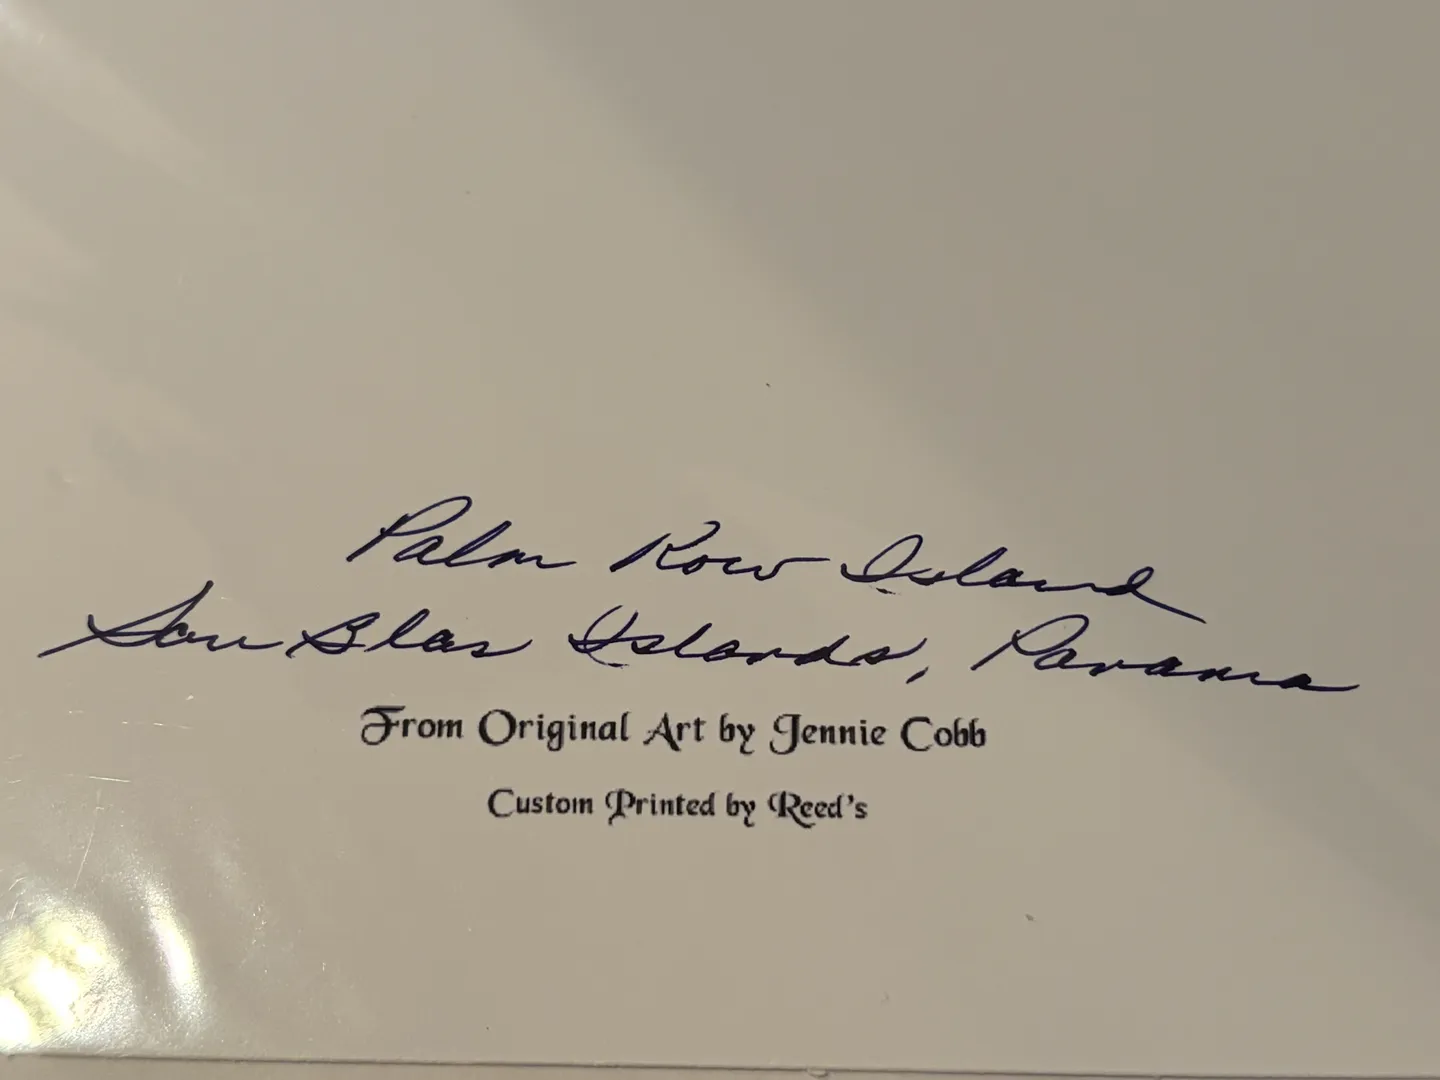 Palm Row Island
San Blas Islands, Panama
From Original Art by Jennie Cobb
Custom Printed by Reed's